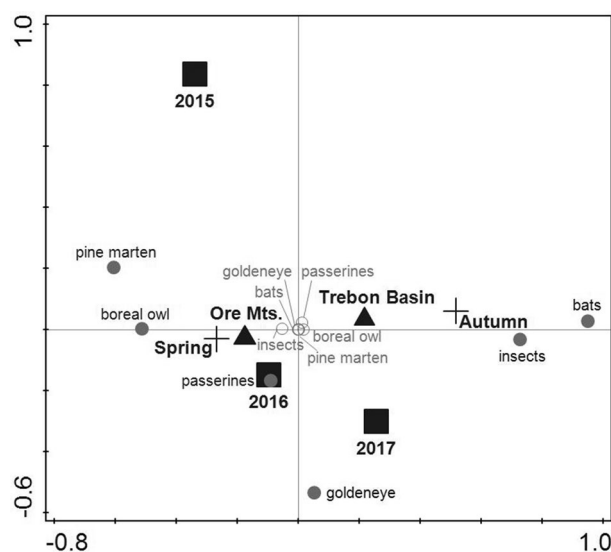 1.0
2015
pine marten
goldeneye passerines
bats
boreal owl
Ore Mts.
Trebon Basin
bats
Spring
insects
boreal owl
Autumn
pine marten
insects
passerines
2016
2017
goldeneye
-0.6
-0.8
1.0